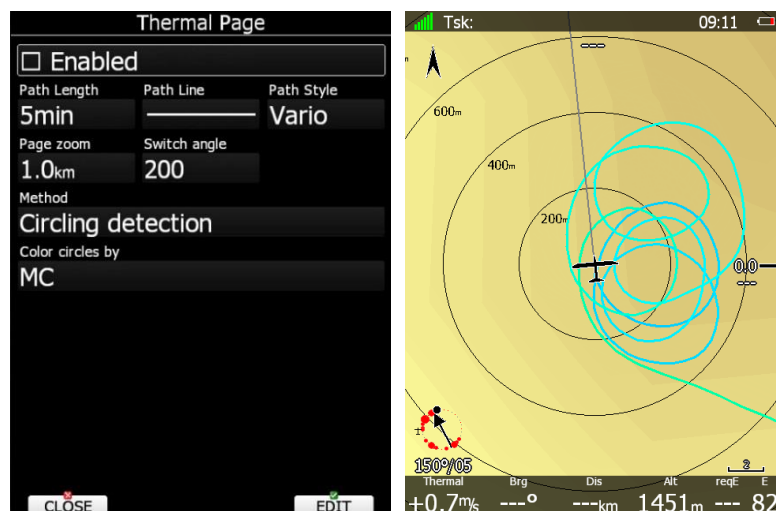 Thermal Page
Enabled
Path Length Path Line Path Style
5min Vario
Page zoom Switch angle
1.0km 200
Method
Circling detection
Color circles by
MC
CLOSE EDIT
Tsk: 09:11
---
600m
400m
200m
0.0
---
150º/05
2
Thermal Brg Dis Alt reqE E
+0.7m/s ---° ---km 1451m --- 82